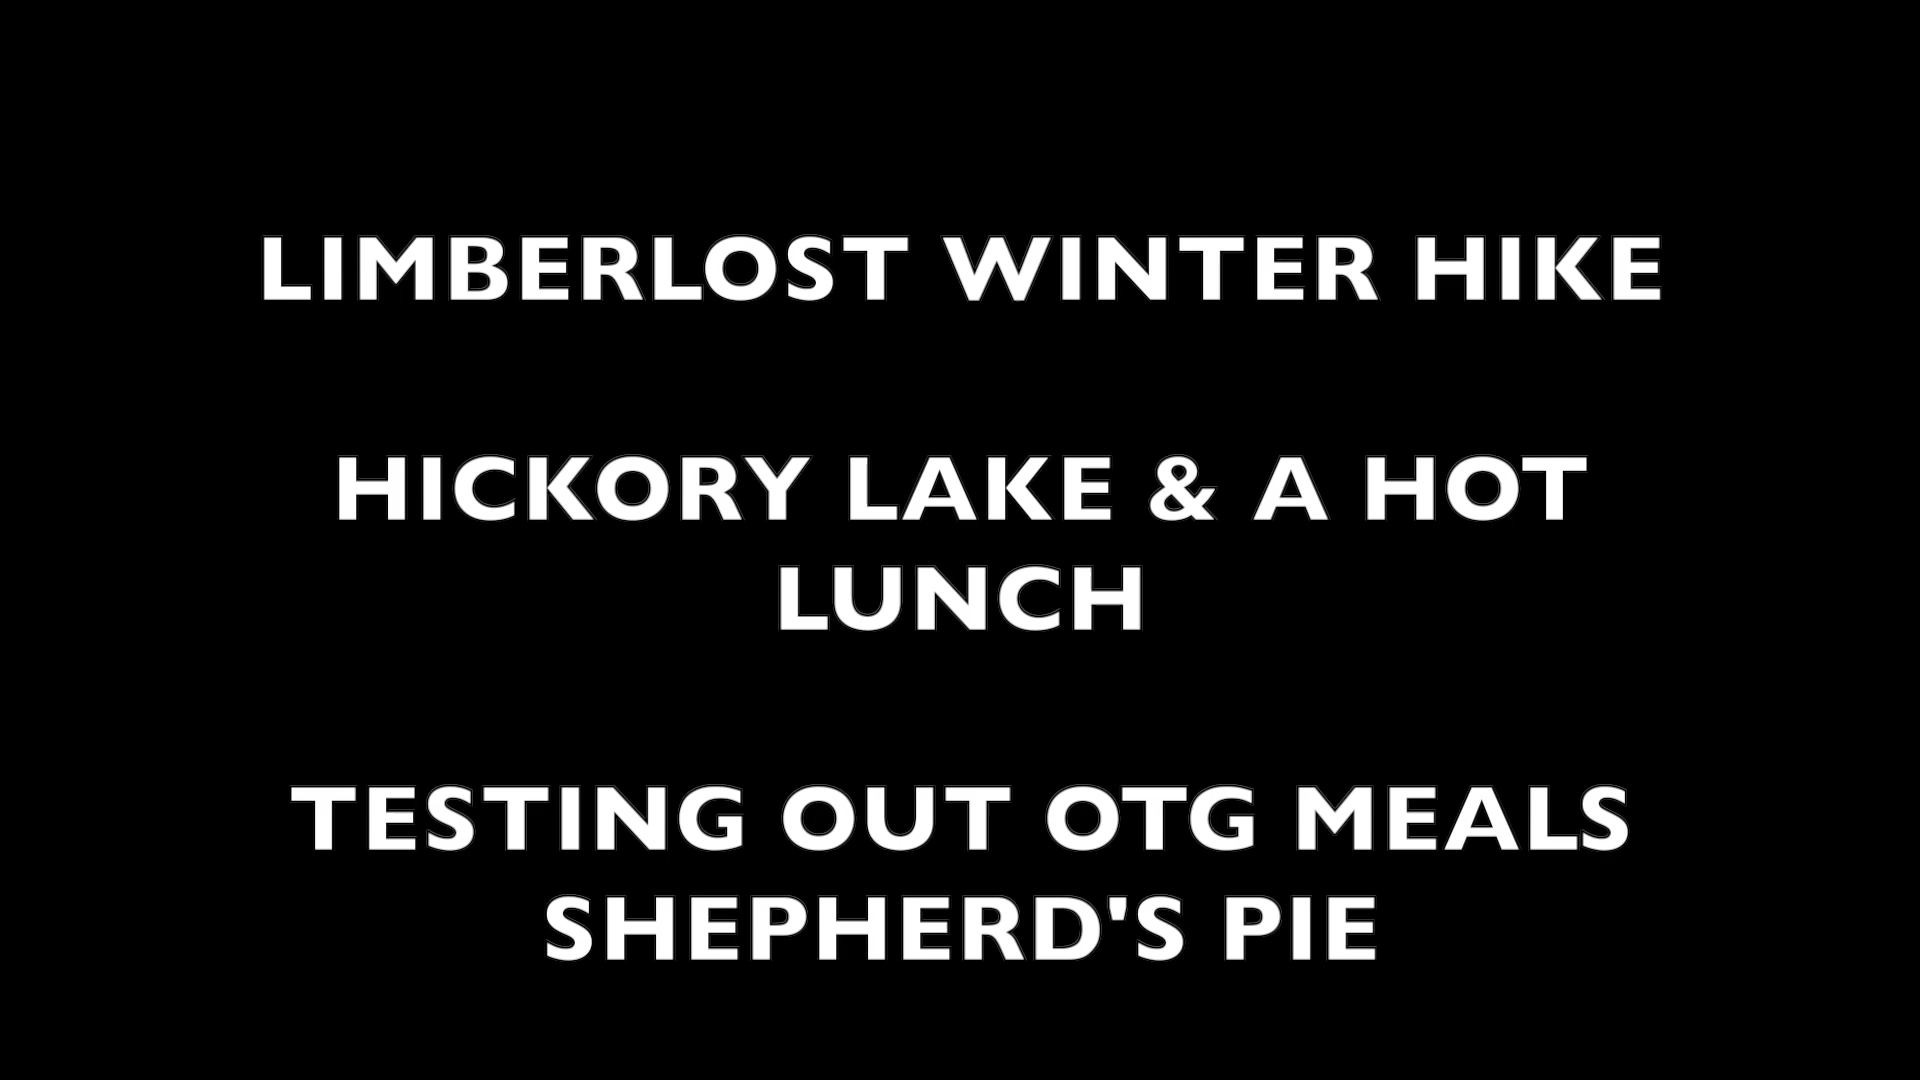 LIMBERLOST WINTER HIKE
HICKORY LAKE & A HOT
LUNCH
TESTING OUT OTG MEALS
SHEPHERD'S PIE